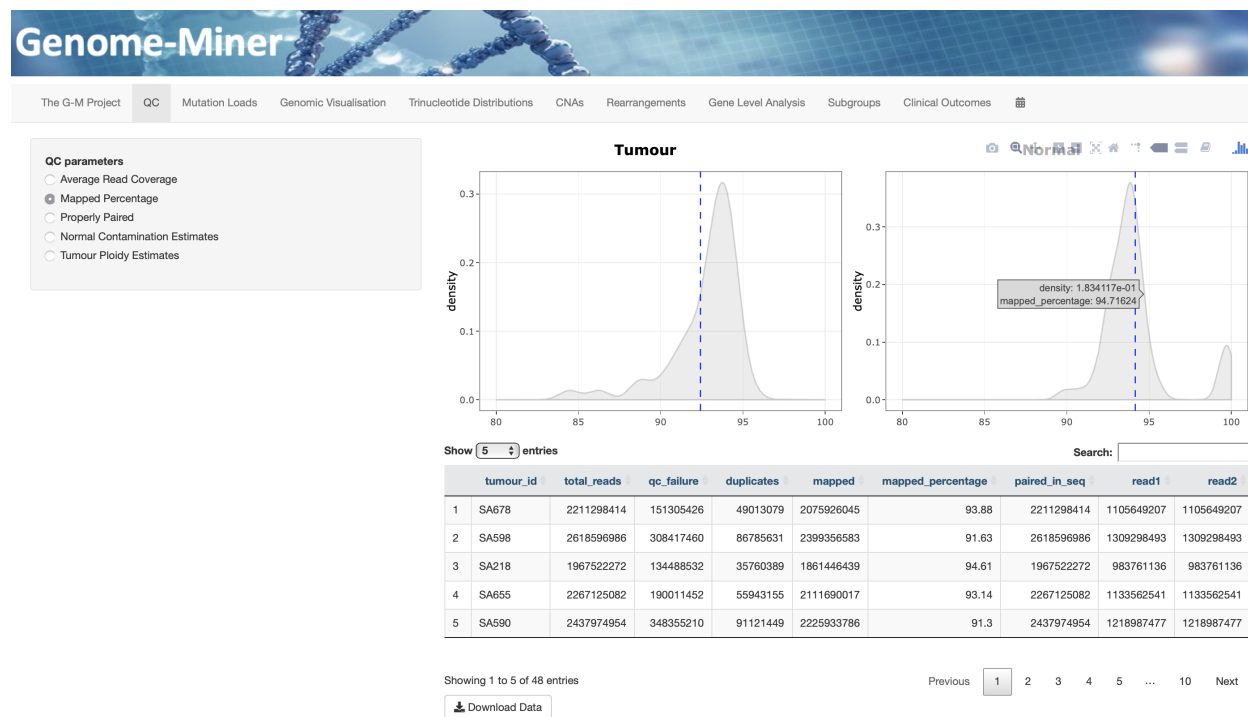 Genome-Miner
The G-M Project QC Mutation Loads Genomic Visualisation Trinucleotide Distributions CNAs Rearrangements Gene Level Analysis Subgroups Clinical Outcomes
QC parameters
Average Read Coverage
Mapped Percentage
Properly Paired
Normal Contamination Estimates
Tumour Ploidy Estimates
Tumour
density
0.3
0.2
0.1
0.0
80 85 90 95 100
Normal
density
0.3
0.2
0.1
0.0
80 85 90 95 100
density: 1.834117e-01
mapped_percentage: 94.71624
Show 5 entries
Search:
tumour_id total_reads qc_failure duplicates mapped mapped_percentage paired_in_seq read1 read2
1 SA678 2211298414 151305426 49013079 2075926045 93.88 2211298414 1105649207 1105649207
2 SA598 2618596986 308417460 86785631 2399356583 91.63 2618596986 1309298493 1309298493
3 SA218 1967522272 134488532 35760389 1861446439 94.61 1967522272 983761136 983761136
4 SA655 2267125082 190011452 55943155 2111690017 93.14 2267125082 1133562541 1133562541
5 SA590 2437974954 348355210 91121449 2225933786 91.3 2437974954 1218987477 1218987477
Showing 1 to 5 of 48 entries
Previous 1 2 3 4 5 … 10 Next
Download Data